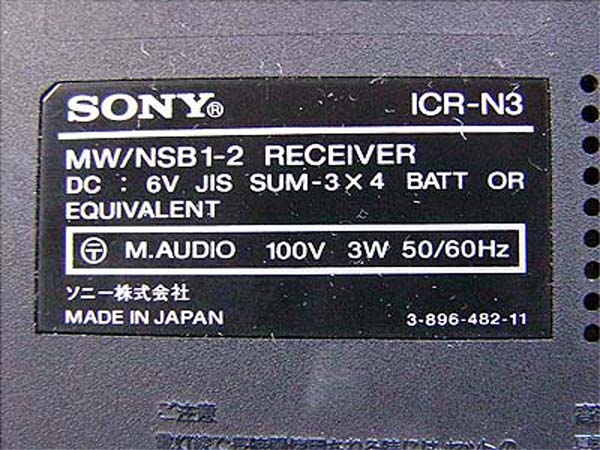 SONY® ICR-N3
MW/NSB1-2 RECEIVER
DC : 6V JIS SUM-3×4 BATT OR
EQUIVALENT
〒 M.AUDIO 100V 3W 50/60Hz
ソニー株式会社
MADE IN JAPAN 3-896-482-11
ご注意